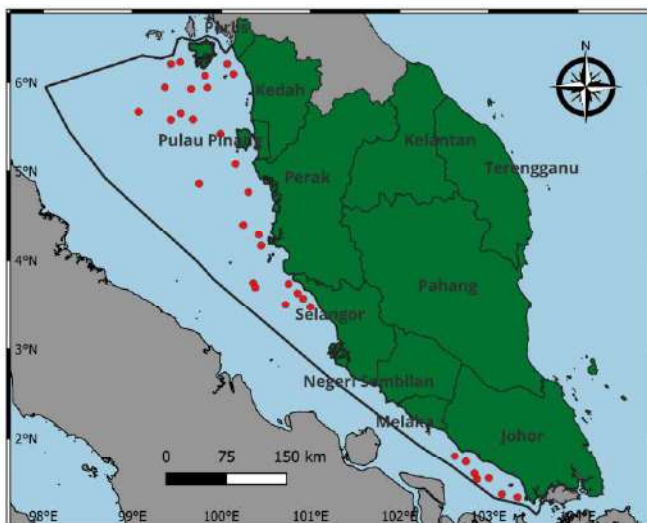 Perlis
N
6°N
Kedah
Pulau Pinang
Kelantan
Terengganu
5°N
Perak
4°N
Pahang
Selangor
3°N
Negeri Sembilan
Melaka
Johor
2°N
0 75 150 km
98°E 99°E 100°E 101°E 102°E 103°E 104°E